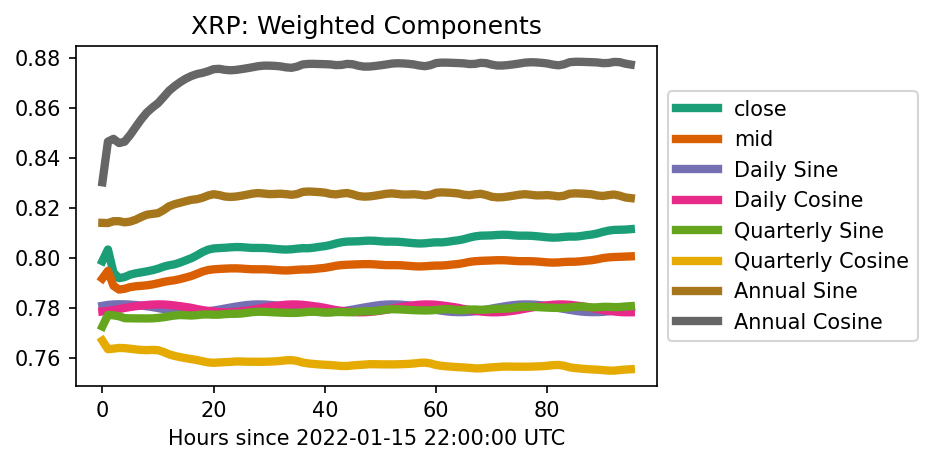 XRP: Weighted Components
0.88
0.86
0.84
0.82
0.80
0.78
0.76
0
20
40
60
80
Hours since 2022-01-15 22:00:00 UTC
close
mid
Daily Sine
Daily Cosine
Quarterly Sine
Quarterly Cosine
Annual Sine
Annual Cosine